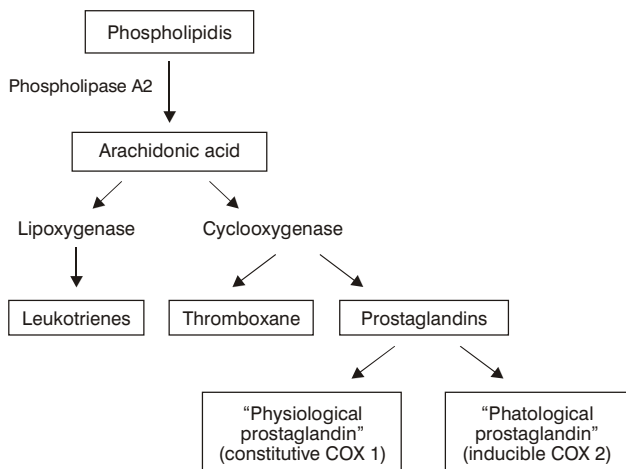 Phospholipidis
Phospholipase A2
Arachidonic acid
Lipoxygenase
Cyclooxygenase
Leukotrienes
Thromboxane
Prostaglandins
“Physiological
prostaglandin”
(constitutive COX 1)
“Phatological
prostaglandin”
(inducible COX 2)